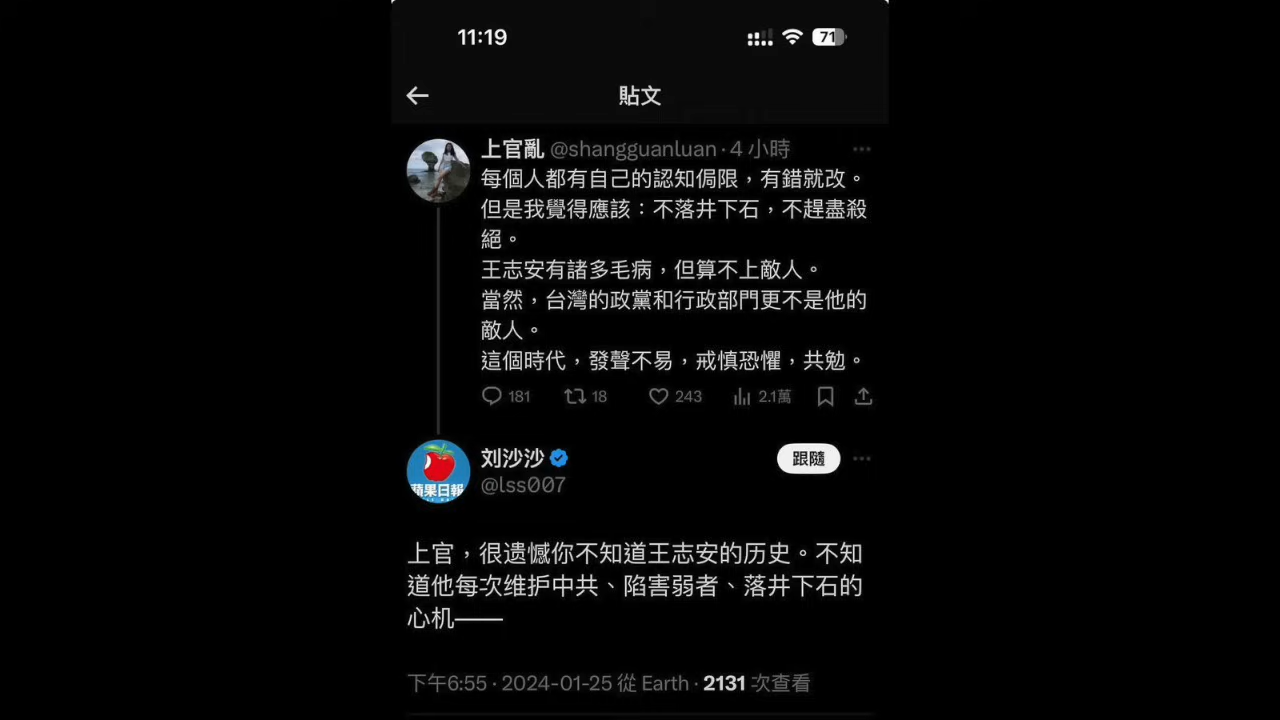 11:19
71
貼文
上官亂 @shangguanluan · 4 小時
每個人都有自己的認知侷限，有錯就改。
但是我覺得應該：不落井下石，不趕盡殺
絕。
王志安有諸多毛病，但算不上敵人。
當然，台灣的政黨和行政部門更不是他的
敵人。
這個時代，發聲不易，戒慎恐懼，共勉。
181 18 243 2.1萬
刘沙沙
跟隨
@lss007
蘋果日報
上官，很遗憾你不知道王志安的历史。不知
道他每次维护中共、陷害弱者、落井下石的
心机——
下午6:55 · 2024-01-25 從 Earth · 2131 次查看